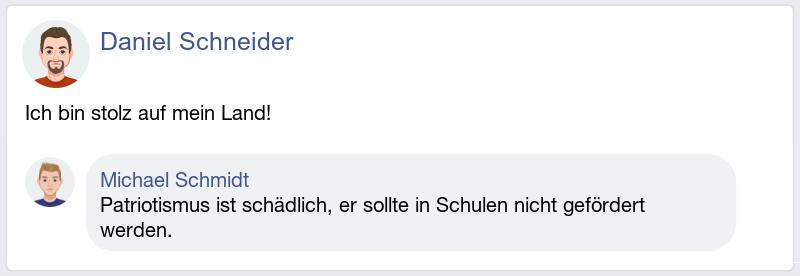 Daniel Schneider
Ich bin stolz auf mein Land!
Michael Schmidt
Patriotismus ist schädlich, er sollte in Schulen nicht gefördert
werden.